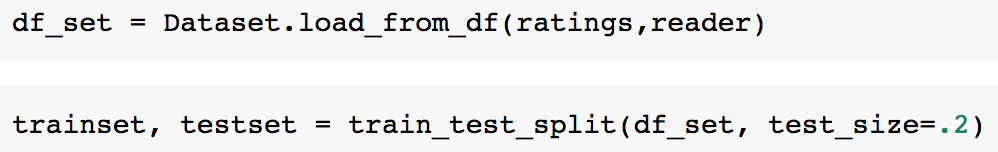 df_set = Dataset.load_from_df(ratings,reader)
trainset, testset = train_test_split(df_set, test_size=.2)